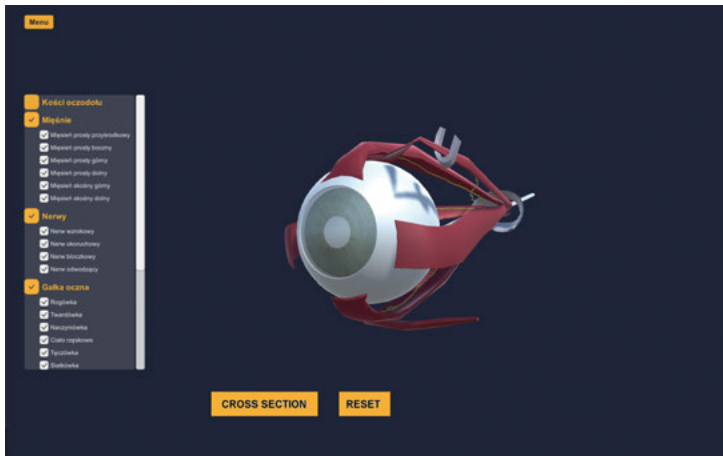 Menu
Kości oczodołu
Mięśnie
Mięsień prosty przyśrodkowy
Mięsień prosty boczny
Mięsień prosty górny
Mięsień prosty dolny
Mięsień skośny górny
Mięsień skośny dolny
Nerwy
Nerw wzrokowy
Nerw okoruchowy
Nerw bloczkowy
Nerw odwodzący
Gałka oczna
Rogówka
Twardówka
Naczyniówka
Ciało rzęskowe
Tęczówka
Siatkówka
CROSS SECTION
RESET